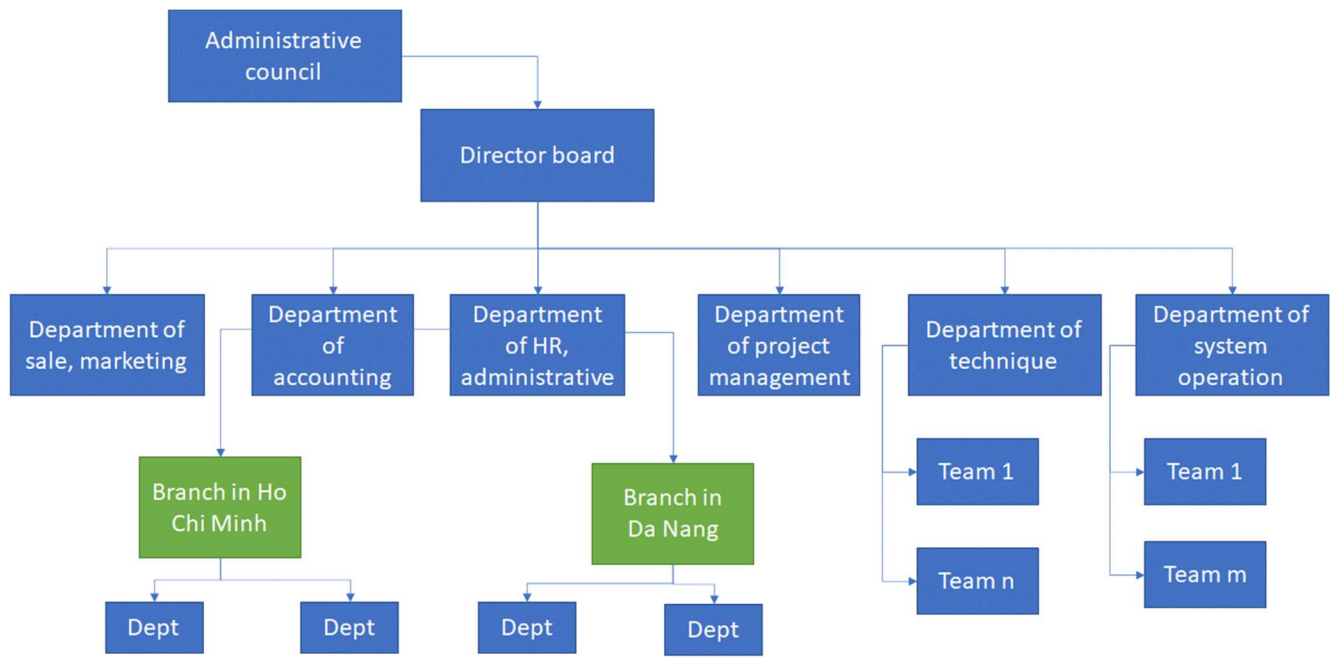 Administrative
council
Director board
Department of
sale, marketing
Department
of
accounting
Department
of HR,
administrative
Department
of project
management
Department of
technique
Department of
system
operation
Branch in Ho
Chi Minh
Branch in
Da Nang
Team 1
Team 1
Team n
Team m
Dept
Dept
Dept
Dept